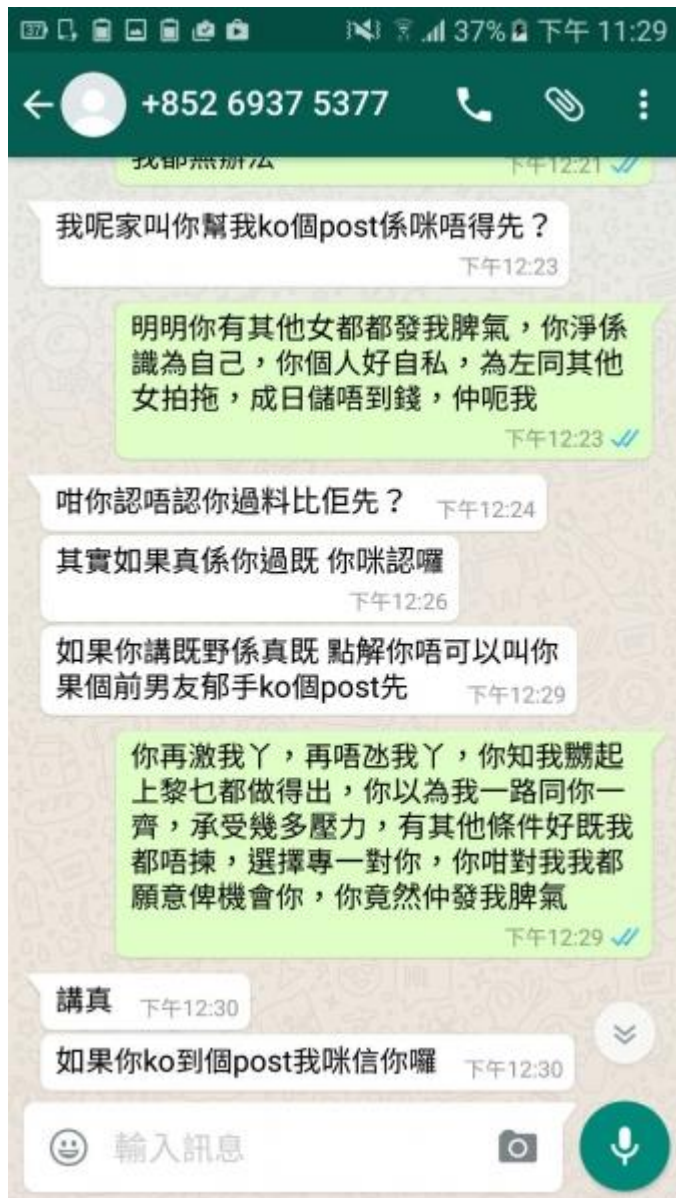 37% 下午 11:29
+852 6937 5377
我都無辦法 下午12:21
我呢家叫你幫我ko個post係咪唔得先？
下午12:23
明明你有其他女都都發我脾氣，你淨係
識為自己，你個人好自私，為左同其他
女拍拖，成日儲唔到錢，仲呃我
下午12:23
咁你認唔認你過料比佢先？ 下午12:24
其實如果真係你過既 你咪認囉
下午12:26
如果你講既野係真既 點解你唔可以叫你
果個前男友郁手ko個post先 下午12:29
你再激我丫，再唔氹我丫，你知我嬲起
上黎乜都做得出，你以為我一路同你一
齊，承受幾多壓力，有其他條件好既我
都唔揀，選擇專一對你，你咁對我我都
願意俾機會你，你竟然仲發我脾氣
下午12:29
講真 下午12:30
如果你ko到個post我咪信你囉 下午12:30
輸入訊息